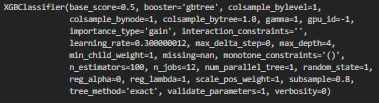 XGBClassifier(base_score=0.5, booster='gbtree', colsample_bylevel=1,
colsample_bynode=1, colsample_bytree=1.0, gamma=1, gpu_id=-1,
importance_type='gain', interaction_constraints='',
learning_rate=0.300000012, max_delta_step=0, max_depth=4,
min_child_weight=1, missing=nan, monotone_constraints='()',
n_estimators=100, n_jobs=12, num_parallel_tree=1, random_state=1,
reg_alpha=0, reg_lambda=1, scale_pos_weight=1, subsample=0.8,
tree_method='exact', validate_parameters=1, verbosity=0)